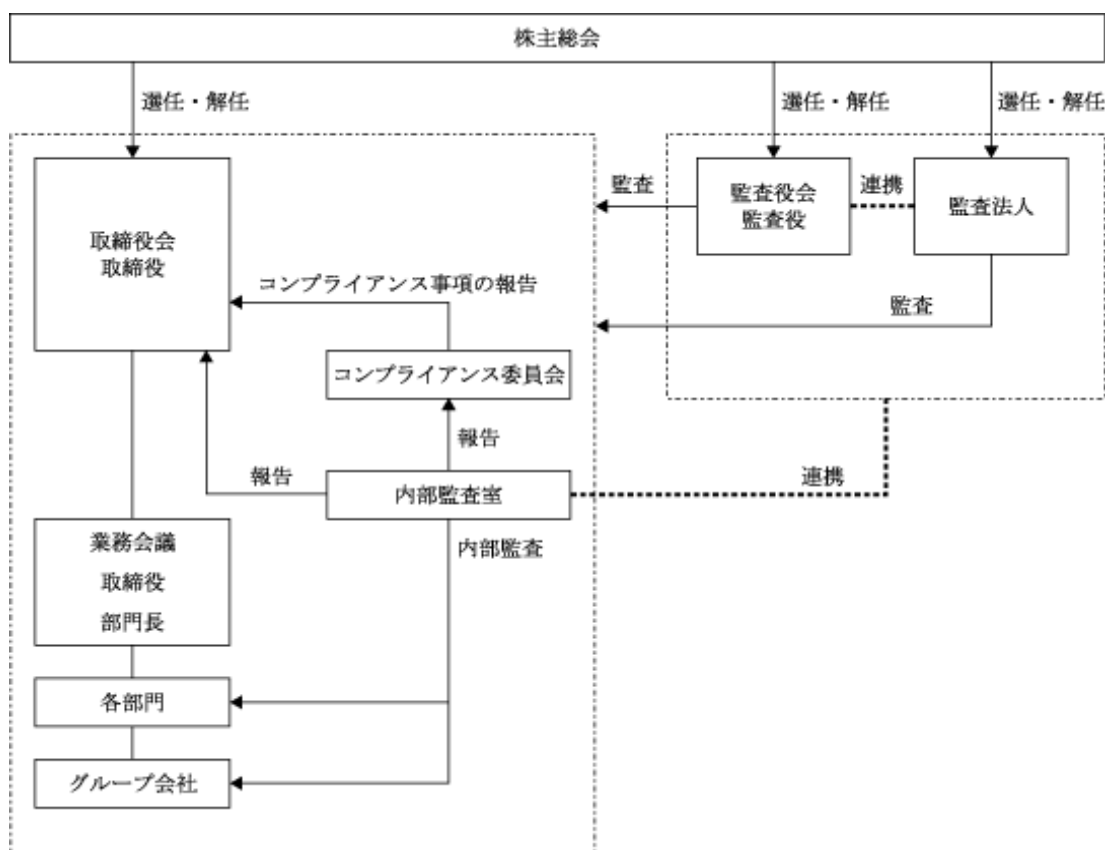 株主総会
選任・解任
選任・解任
選任・解任
取締役会
取締役
監査
監査役会
監査役
連携
監査法人
コンプライアンス事項の報告
監査
コンプライアンス委員会
報告
報告
内部監査室
連携
内部監査
業務会議
取締役
部門長
各部門
グループ会社